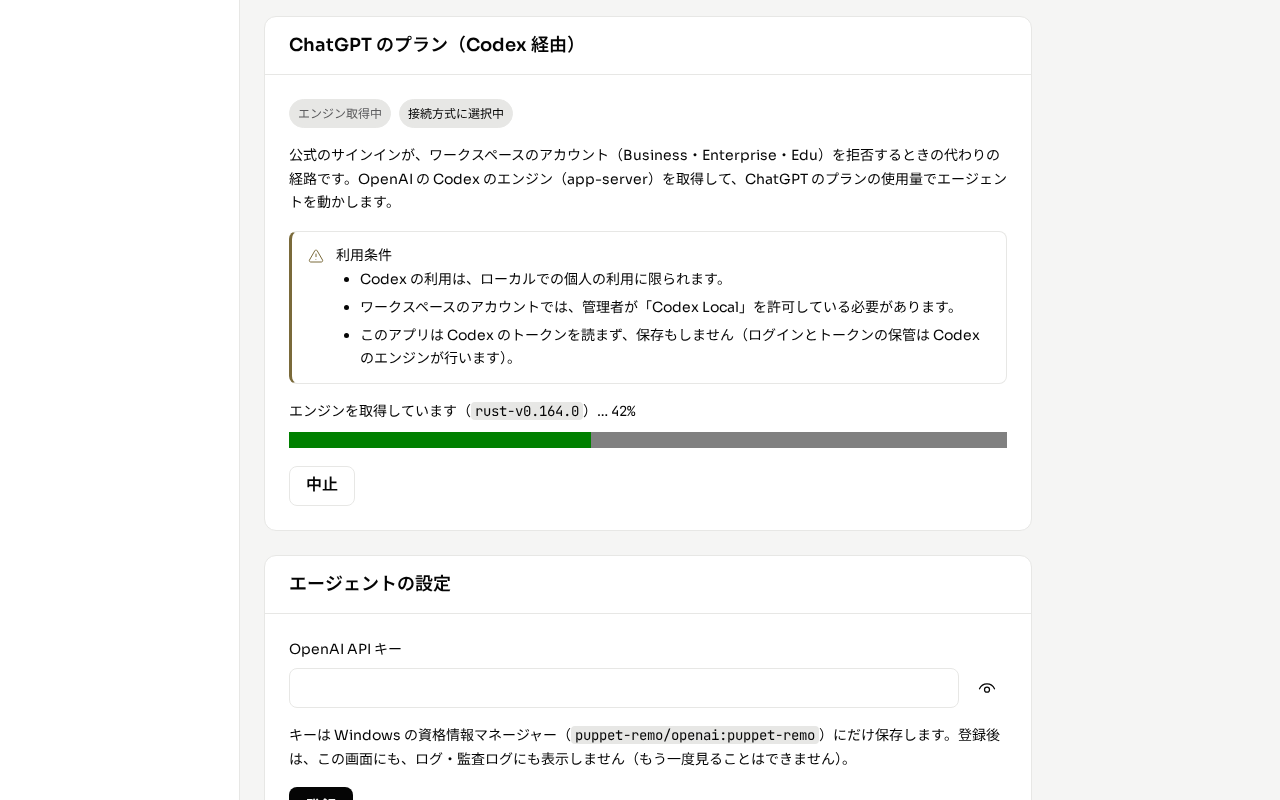 ChatGPT のプラン（Codex 経由）
エンジン取得中
接続方式に選択中
公式のサインインが、ワークスペースのアカウント（Business・Enterprise・Edu）を拒否するときの代わりの
経路です。OpenAI の Codex のエンジン（app-server）を取得して、ChatGPT のプランの使用量でエージェン
トを動かします。
利用条件
• Codex の利用は、ローカルでの個人の利用に限られます。
• ワークスペースのアカウントでは、管理者が「Codex Local」を許可している必要があります。
• このアプリは Codex のトークンを読まず、保存もしません（ログインとトークンの保管は Codex
のエンジンが行います）。
エンジンを取得しています（rust-v0.164.0）... 42%
中止
エージェントの設定
OpenAI API キー
キーは Windows の資格情報マネージャー（puppet-remo/openai:puppet-remo）にだけ保存します。登録後
は、この画面にも、ログ・監査ログにも表示しません（もう一度見ることはできません）。